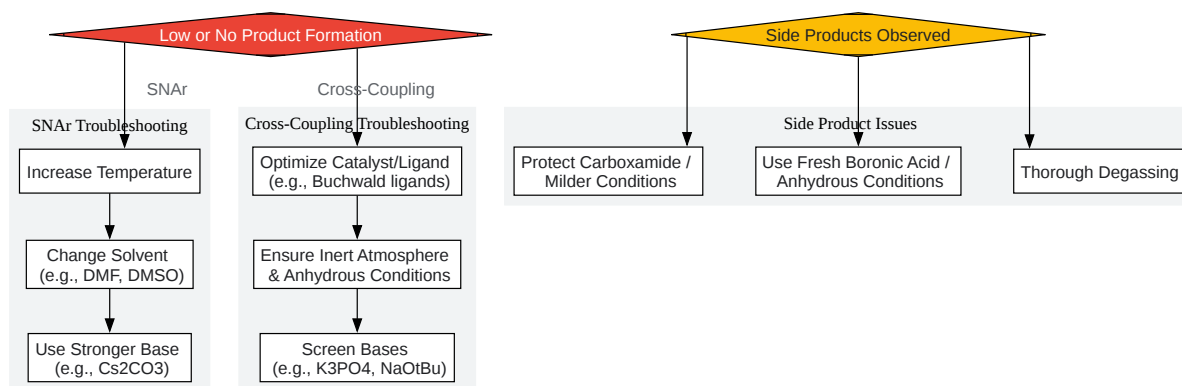 Low or No Product Formation
Side Products Observed
SNAr
Cross-Coupling
SNAr Troubleshooting
Increase Temperature
Change Solvent
(e.g., DMF, DMSO)
Use Stronger Base
(e.g., Cs2CO3)
Cross-Coupling Troubleshooting
Optimize Catalyst/Ligand
(e.g., Buchwald ligands)
Ensure Inert Atmosphere
& Anhydrous Conditions
Screen Bases
(e.g., K3PO4, NaOtBu)
Side Product Issues
Protect Carboxamide /
Milder Conditions
Use Fresh Boronic Acid /
Anhydrous Conditions
Thorough Degassing